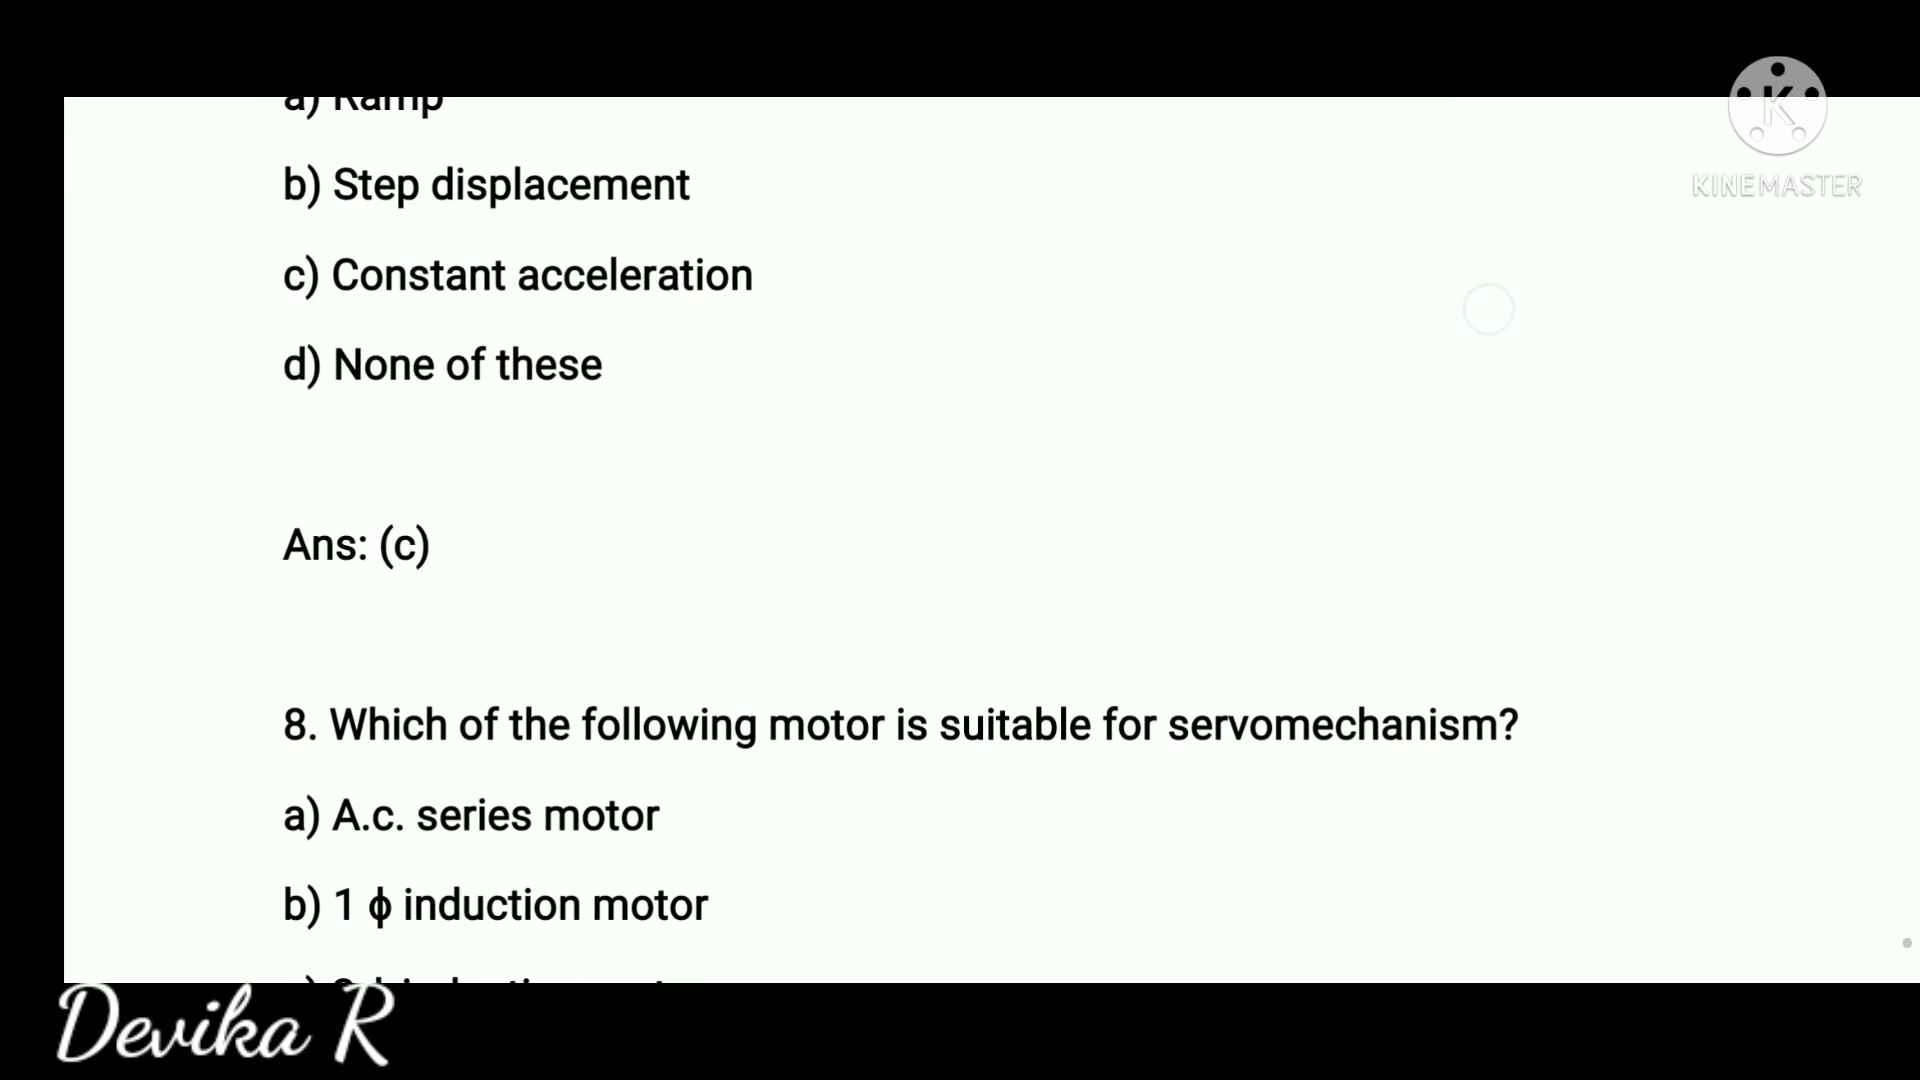 a) Ramp
b) Step displacement
c) Constant acceleration
d) None of these
Ans: (c)
8. Which of the following motor is suitable for servomechanism?
a) A.c. series motor
b) 1 ϕ induction motor
K
KINEMASTER
Devika R